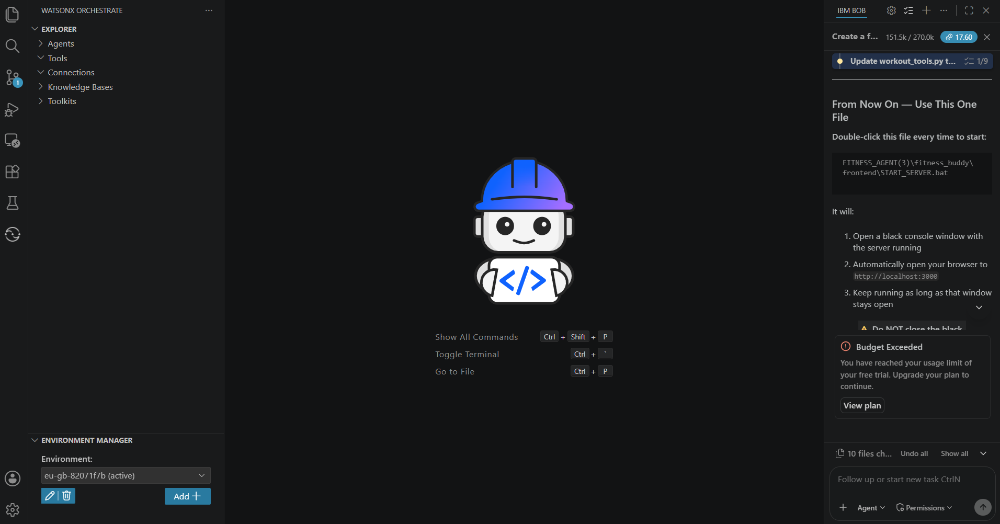 WATSONX ORCHESTRATE
EXPLORER
Agents
Tools
Connections
Knowledge Bases
Toolkits
1
ENVIRONMENT MANAGER
Environment:
eu-gb-82071f7b (active)
Add
</>
Show All Commands Ctrl + Shift + P
Toggle Terminal Ctrl + `
Go to File Ctrl + P
IBM BOB
Create a f... 151.5k / 270.0k 17.60
Update workout_tools.py t... 1/9
From Now On — Use This One
File
Double-click this file every time to start:
FITNESS_AGENT(3)\fitness_buddy\
frontend\START_SERVER.bat
It will:
1. Open a black console window with
the server running
2. Automatically open your browser to
http://localhost:3000
3. Keep running as long as that window
stays open
Do NOT close the black
Budget Exceeded
You have reached your usage limit of
your free trial. Upgrade your plan to
continue.
View plan
10 files ch... Undo all Show all
Follow up or start new task CtrlN
Agent Permissions